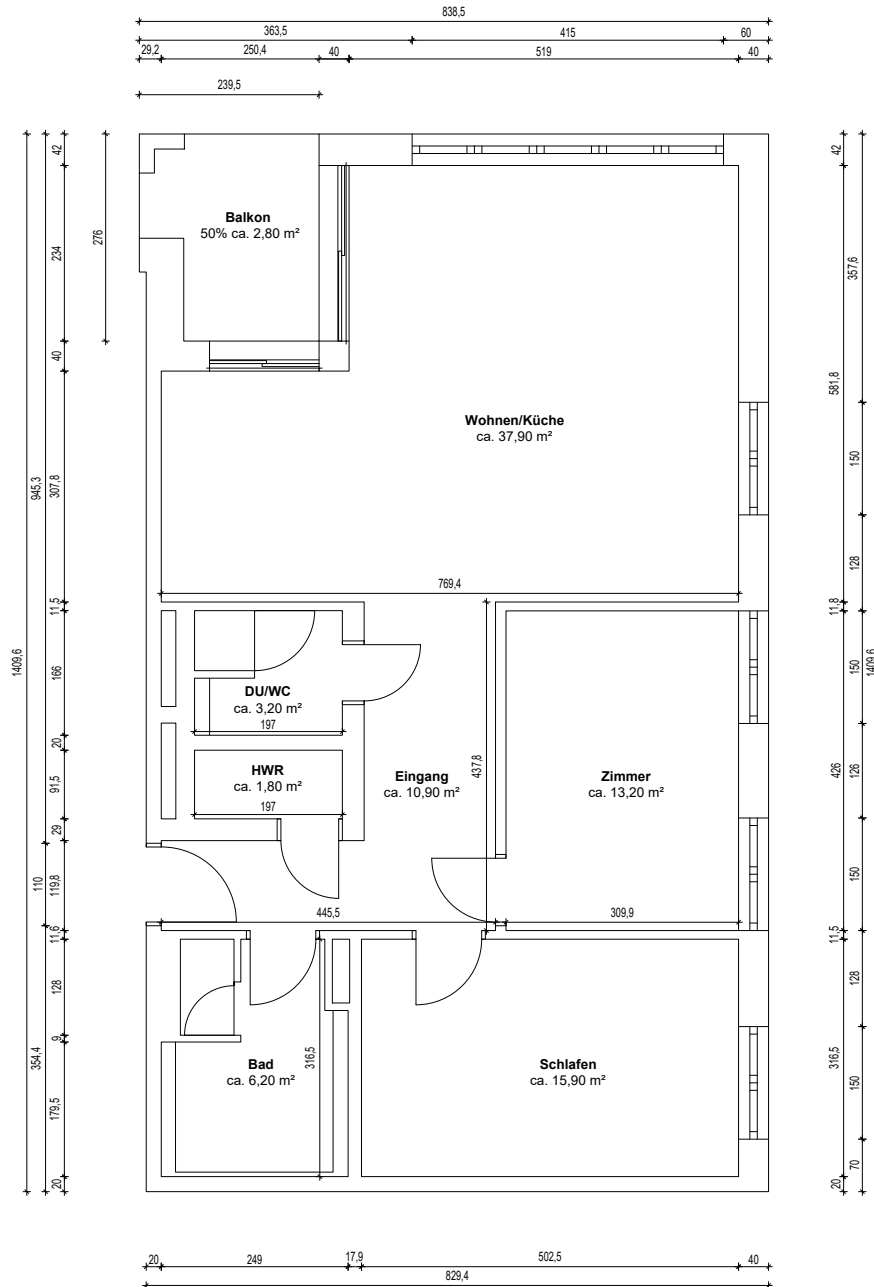 838,5
363,5 415 60
29,2 250,4 40 519 40
239,5
42
234
40
307,8
11,5
166
20
91,5
29
119,8
11,6
128
9
179,5
20
276
945,3
110
354,4
1409,6
Balkon
50% ca. 2,80 m²
Wohnen/Küche
ca. 37,90 m²
769,4
DU/WC
ca. 3,20 m²
197
HWR
ca. 1,80 m²
197
Eingang
ca. 10,90 m²
437,8
Zimmer
ca. 13,20 m²
445,5
309,9
Bad
ca. 6,20 m²
316,5
Schlafen
ca. 15,90 m²
42
581,8
11,8
426
11,5
316,5
20
357,6
150
128
150
126
150
128
150
70
1409,6
20 249 17,9 502,5 40
829,4